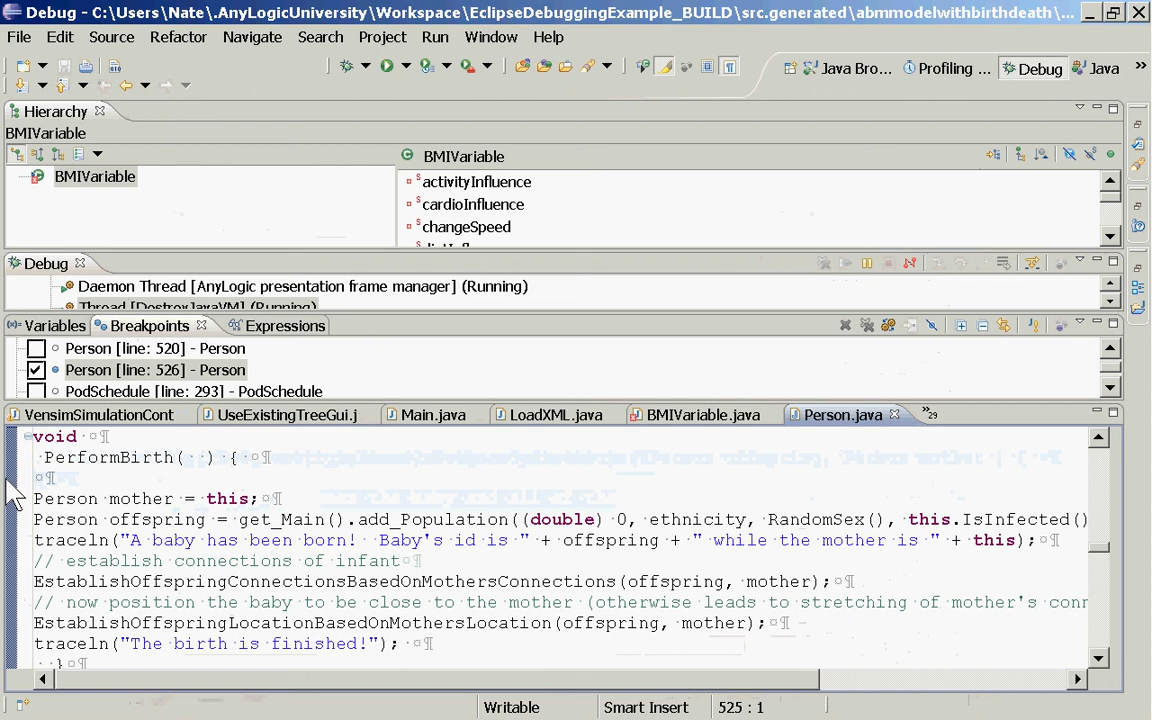 Debug - C:\Users\Nate\.AnyLogicUniversity\Workspace\EclipseDebuggingExample_BUILD\src.generated\abmmodelwithbirthdeath\...
File Edit Source Refactor Navigate Search Project Run Window Help
Java Bro... Profiling ... Debug Java »
Hierarchy
BMIVariable
BMIVariable
BMIVariable
activityInfluence
cardioInfluence
changeSpeed
Debug
Daemon Thread [AnyLogic presentation frame manager] (Running)
Thread [DestroyJavaVM] (Running)
Variables Breakpoints Expressions
Person [line: 520] - Person
Person [line: 526] - Person
PodSchedule [line: 293] - PodSchedule
VensimSimulationCont UseExistingTreeGui.j Main.java LoadXML.java BMIVariable.java Person.java »29
void ·¤¶
·PerformBirth(··)·{·¤¶
¤¶
Person·mother·=·this;¤¶
Person·offspring·=·get_Main().add_Population((double)·0,·ethnicity,·RandomSex(),·this.IsInfected()
traceln("A·baby·has·been·born!··Baby's·id·is·"·+·offspring·+·"·while·the·mother·is·"·+·this);¤¶
//·establish·connections·of·infant¤¶
EstablishOffspringConnectionsBasedOnMothersConnections(offspring,·mother);¤¶
//·now·position·the·baby·to·be·close·to·the·mother·(otherwise·leads·to·stretching·of·mother's·conn
EstablishOffspringLocationBasedOnMothersLocation(offspring,·mother);¤¶
traceln("The·birth·is·finished!");·¤¶
··}¤¶
Writable Smart Insert 525 : 1